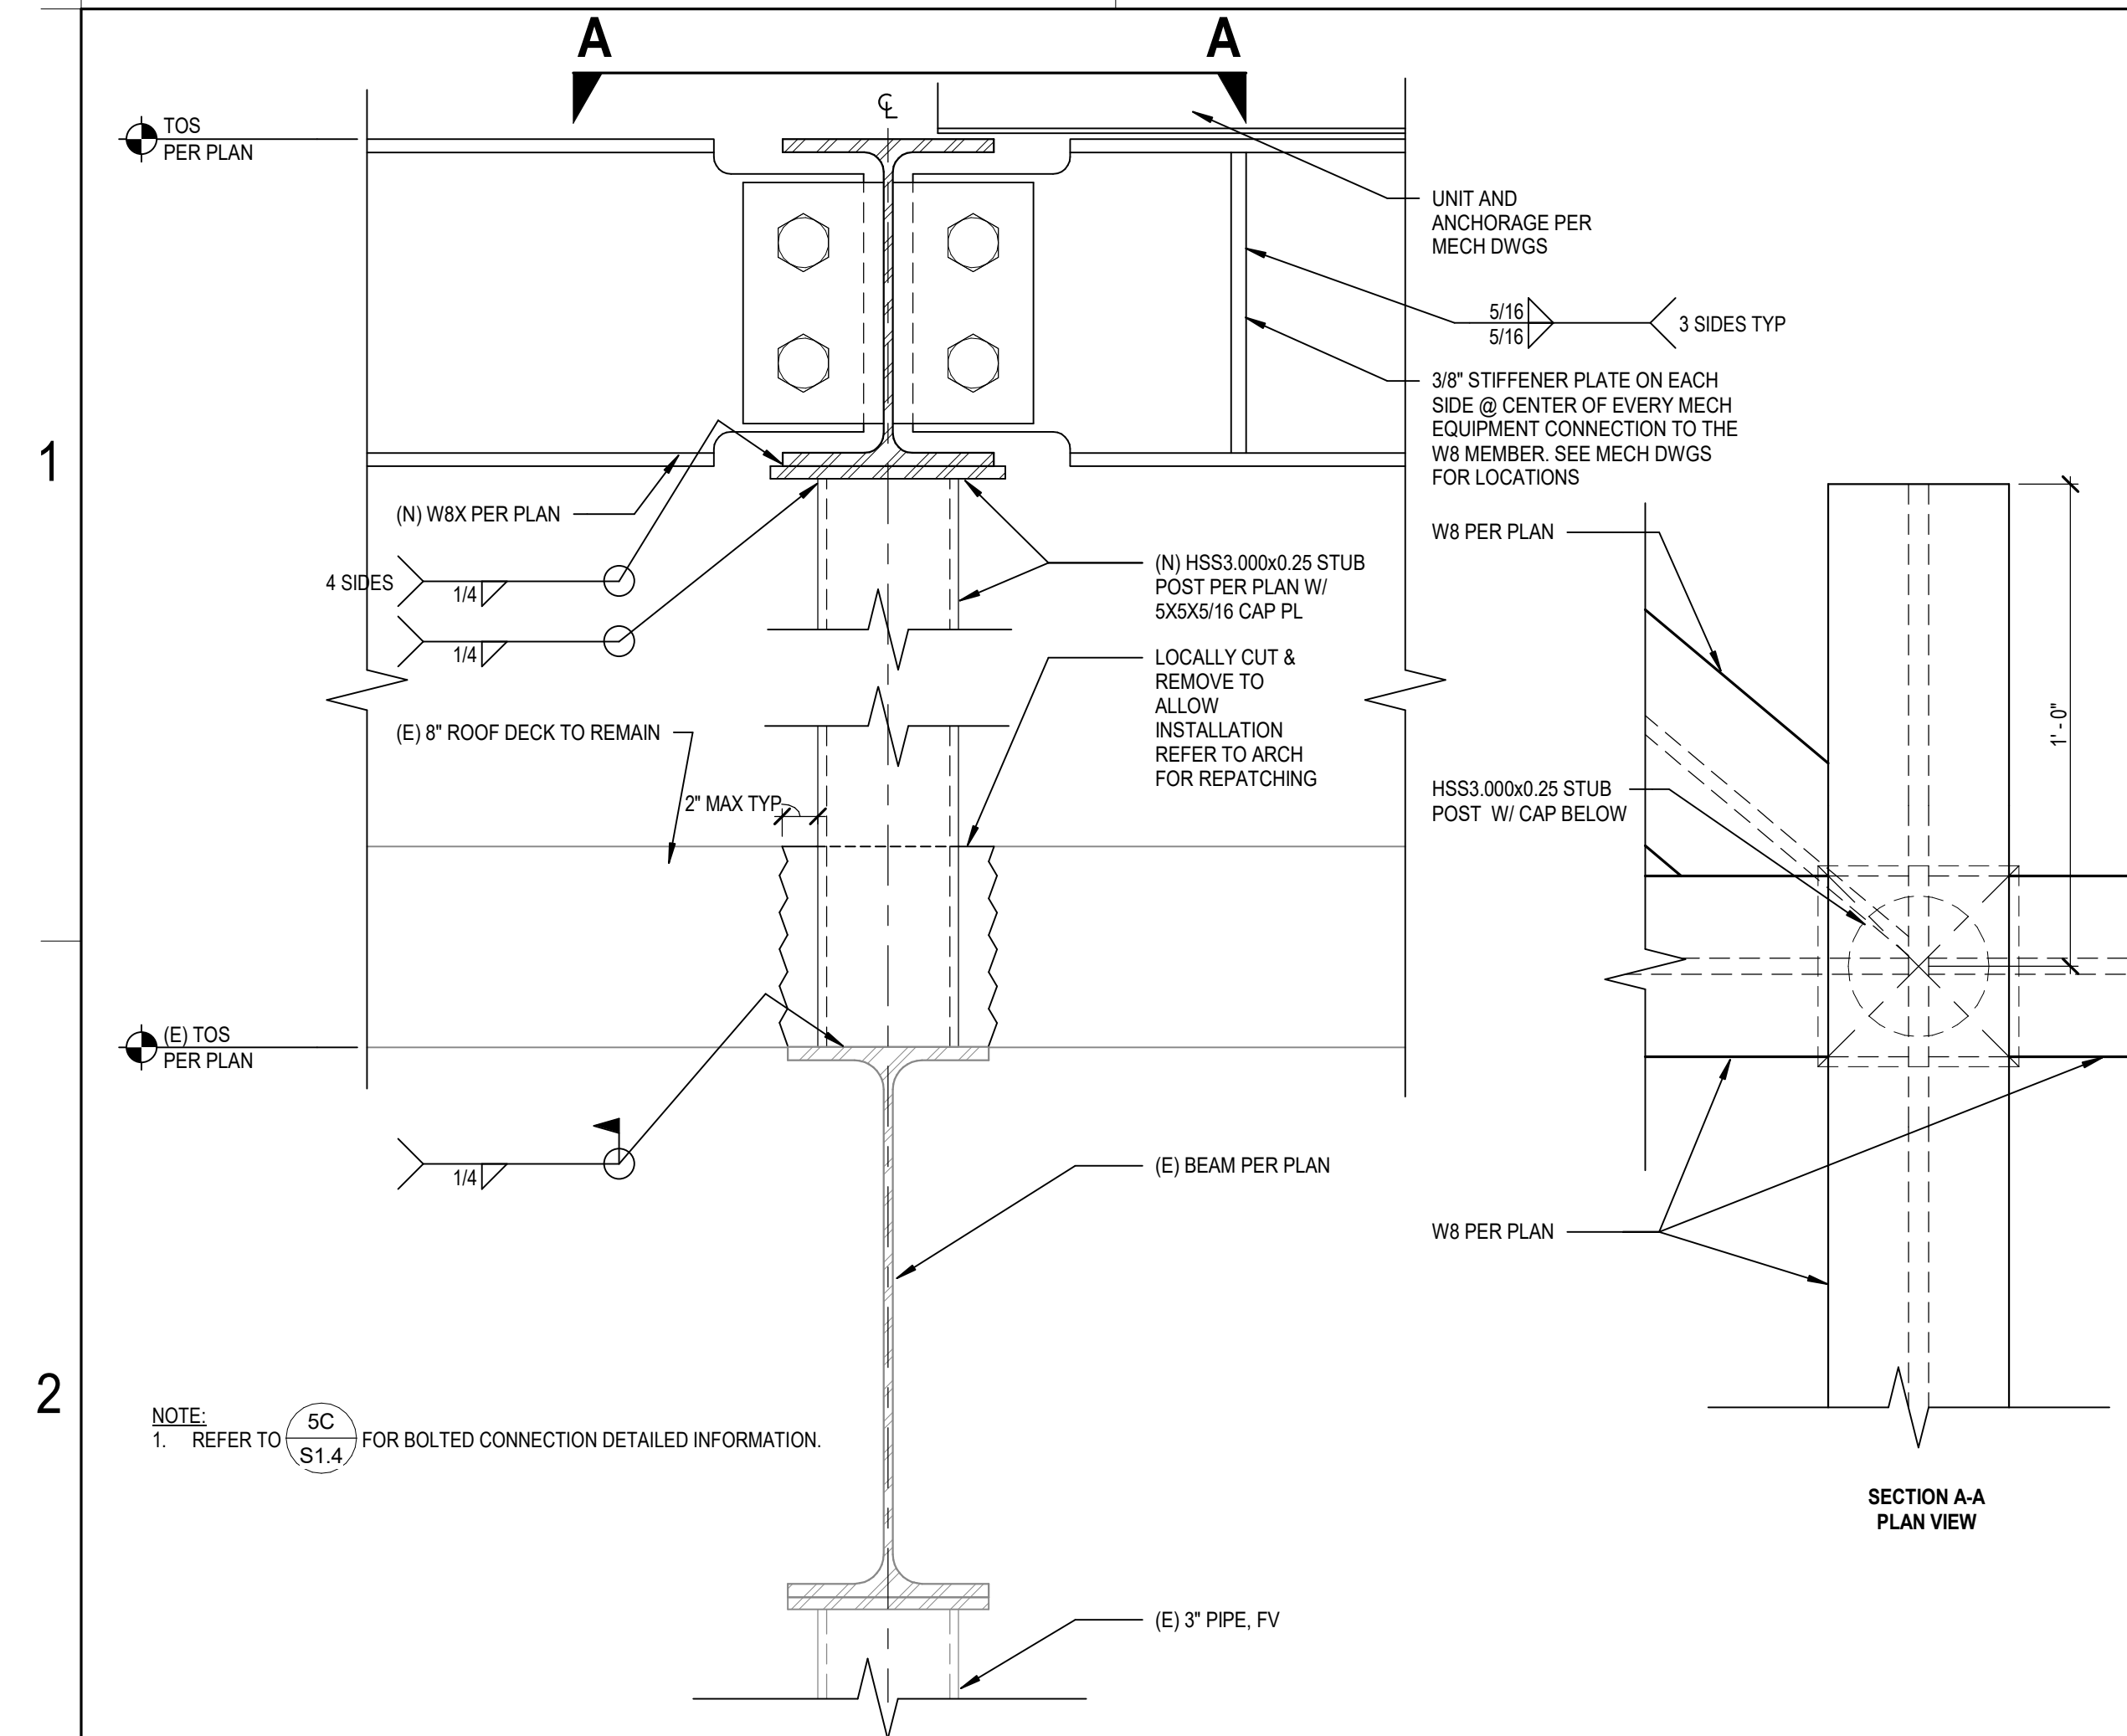 A A
TOS
PER PLAN
℄
UNIT AND
ANCHORAGE PER
MECH DWGS
5/16
5/16
3 SIDES TYP
3/8" STIFFENER PLATE ON EACH
SIDE @ CENTER OF EVERY MECH
EQUIPMENT CONNECTION TO THE
W8 MEMBER. SEE MECH DWGS
FOR LOCATIONS
1
(N) W8X PER PLAN
4 SIDES
1/4
1/4
(N) HSS3.000x0.25 STUB
POST PER PLAN W/
5X5X5/16 CAP PL
LOCALLY CUT &
REMOVE TO
ALLOW
INSTALLATION
REFER TO ARCH
FOR REPATCHING
(E) 8" ROOF DECK TO REMAIN
2" MAX TYP
W8 PER PLAN
1' - 0"
HSS3.000x0.25 STUB
POST W/ CAP BELOW
(E) TOS
PER PLAN
1/4
(E) BEAM PER PLAN
W8 PER PLAN
2
NOTE:
1. REFER TO 5C FOR BOLTED CONNECTION DETAILED INFORMATION.
S1.4
SECTION A-A
PLAN VIEW
(E) 3" PIPE, FV